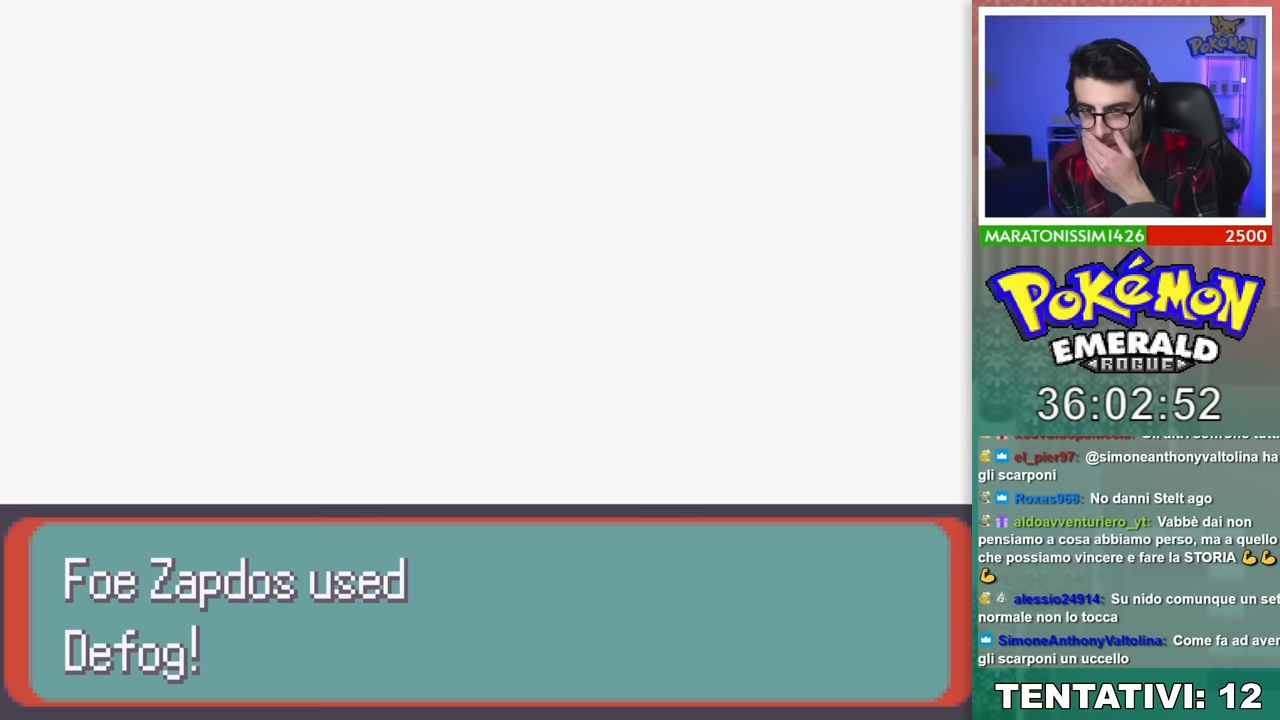 Foe Zapdos used
Defog!
POKÉMON
MARATONISSIM1426
2500
POKÉMON
EMERALD
ROGUE
36:02:52
el_pier97: @simoneanthonyvaltolina ha
gli scarponi
Roxas968: No danni Stelt ago
aldoavventuriero_yt: Vabbè dai non
pensiamo a cosa abbiamo perso, ma a quello
che possiamo vincere e fare la STORIA 💪💪
💪
alessio24914: Su nido comunque un set
normale non lo tocca
SimoneAnthonyValtolina: Come fa ad aver
gli scarponi un uccello
TENTATIVI: 12